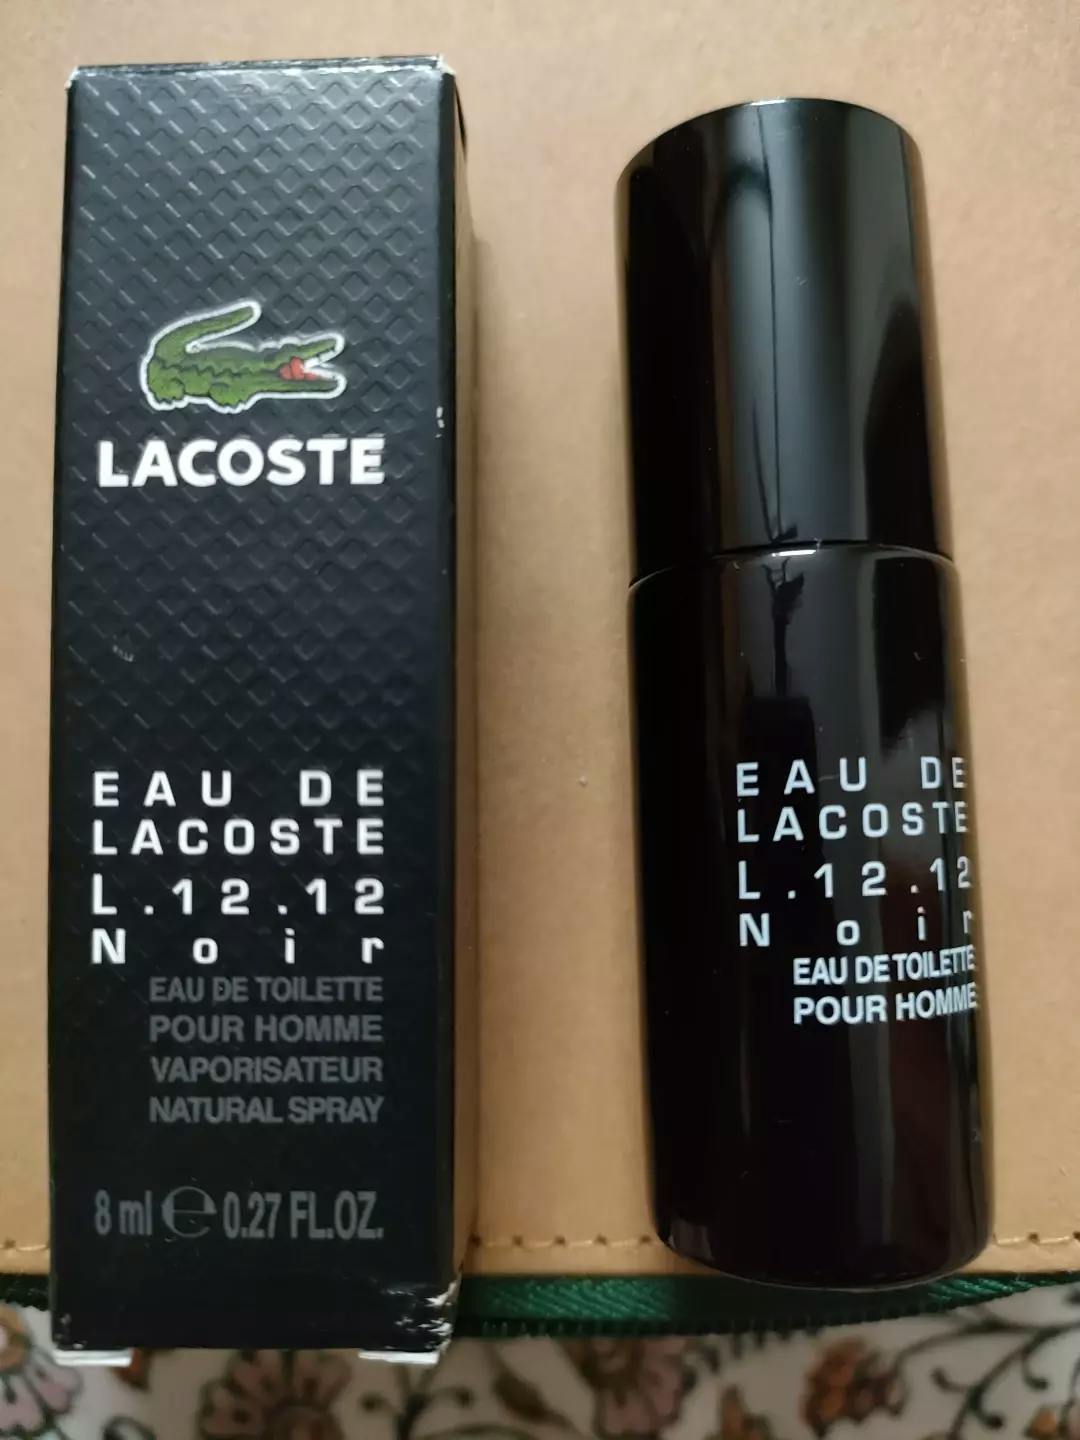 LACOSTE
EAU DE
LACOSTE
L.12.12
Noir
EAU DE TOILETTE
POUR HOMME
VAPORISATEUR
NATURAL SPRAY
8 ml ℮ 0.27 FL.OZ.
EAU DE
LACOSTE
L.12.12
Noir
EAU DE TOILETTE
POUR HOMME